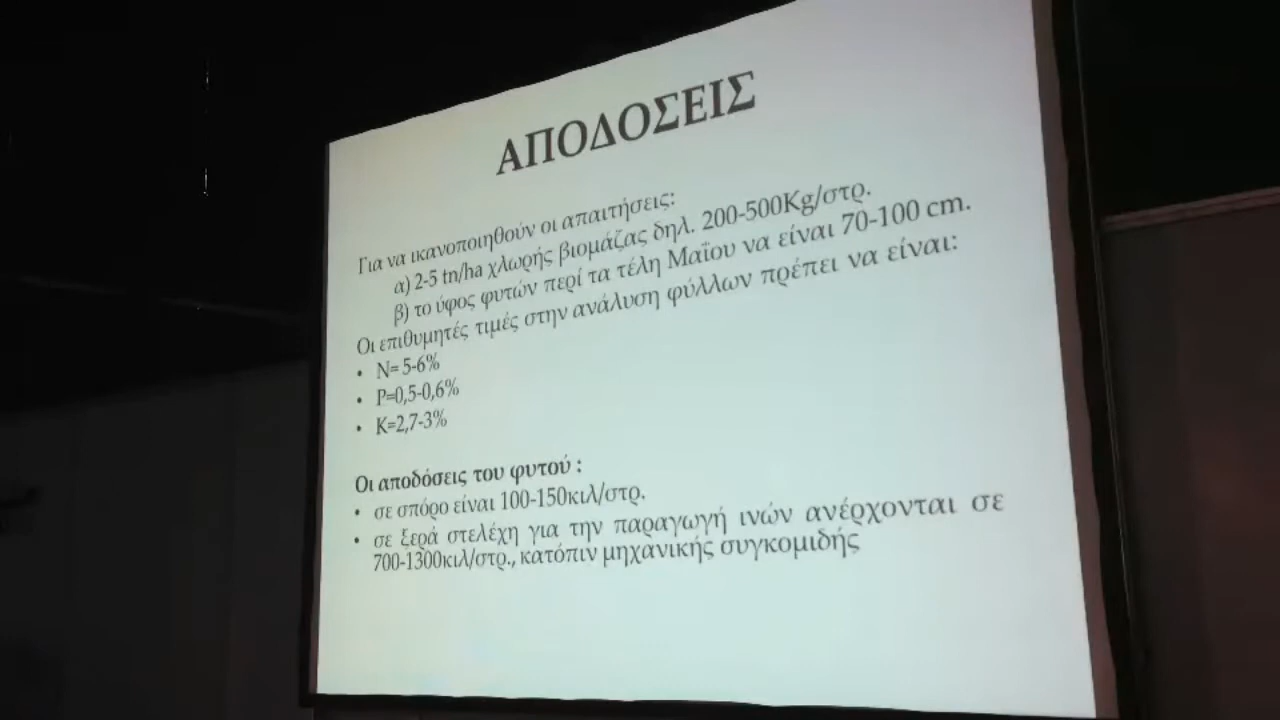 ΑΠΟΔΟΣΕΙΣ
Για να ικανοποιηθούν οι απαιτήσεις:
α) 2-5 tn/ha χλωρής βιομάζας δηλ. 200-500Kg/στρ.
β) το ύψος φυτών περί τα τέλη Μαΐου να είναι 70-100 cm.
Οι επιθυμητές τιμές στην ανάλυση φύλλων πρέπει να είναι:
• N= 5-6%
• P=0,5-0,6%
• K=2,7-3%
Οι αποδόσεις του φυτού :
• σε σπόρο είναι 100-150κιλ/στρ.
• σε ξερά στελέχη για την παραγωγή ινών ανέρχονται σε
700-1300κιλ/στρ., κατόπιν μηχανικής συγκομιδής